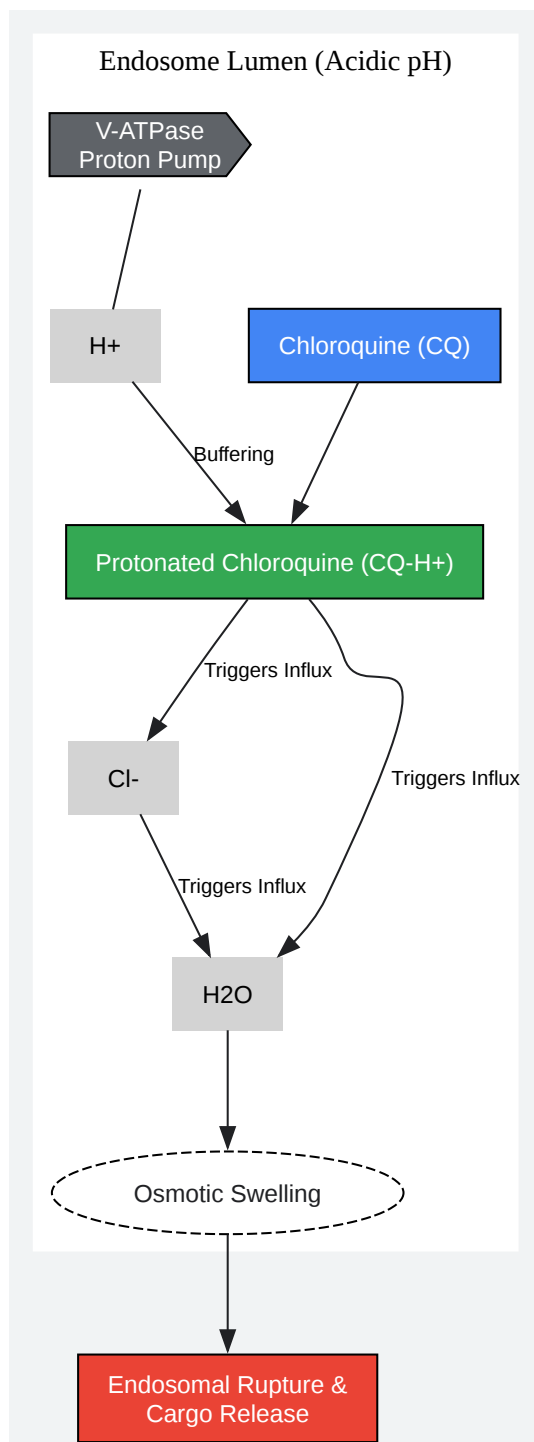 Endosome Lumen (Acidic pH)
V-ATPase
Proton Pump
H+
Chloroquine (CQ)
Buffering
Protonated Chloroquine (CQ-H+)
Triggers Influx
Cl-
Triggers Influx
Triggers Influx
H2O
Osmotic Swelling
Endosomal Rupture &
Cargo Release